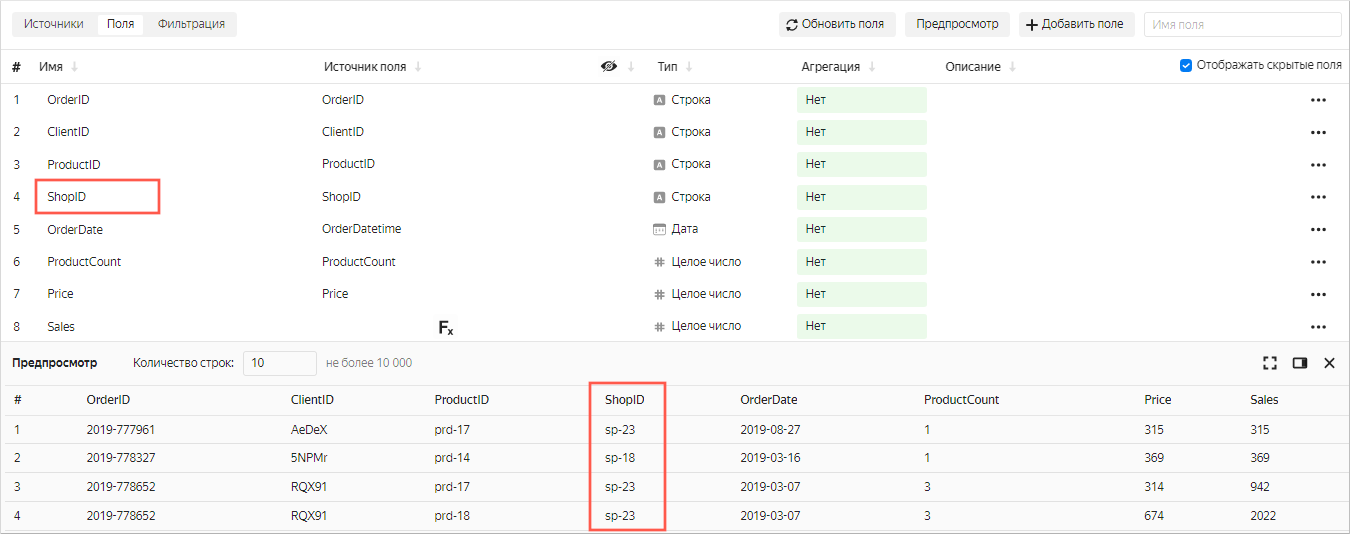 Источники Поля Фильтрация Обновить поля Предпросмотр Добавить поле Имя поля
# Имя Источник поля Тип Агрегация Описание Отображать скрытые поля
1 OrderID OrderID A Строка Нет
2 ClientID ClientID A Строка Нет
3 ProductID ProductID A Строка Нет
4 ShopID ShopID A Строка Нет
5 OrderDate OrderDatetime Дата Нет
6 ProductCount ProductCount # Целое число Нет
7 Price Price # Целое число Нет
8 Sales Fx # Целое число Нет
Предпросмотр Количество строк: 10 не более 10 000
# OrderID ClientID ProductID ShopID OrderDate ProductCount Price Sales
1 2019-777961 AeDeX prd-17 sp-23 2019-08-27 1 315 315
2 2019-778327 5NPMr prd-14 sp-18 2019-03-16 1 369 369
3 2019-778652 RQX91 prd-17 sp-23 2019-03-07 3 314 942
4 2019-778652 RQX91 prd-18 sp-23 2019-03-07 3 674 2022